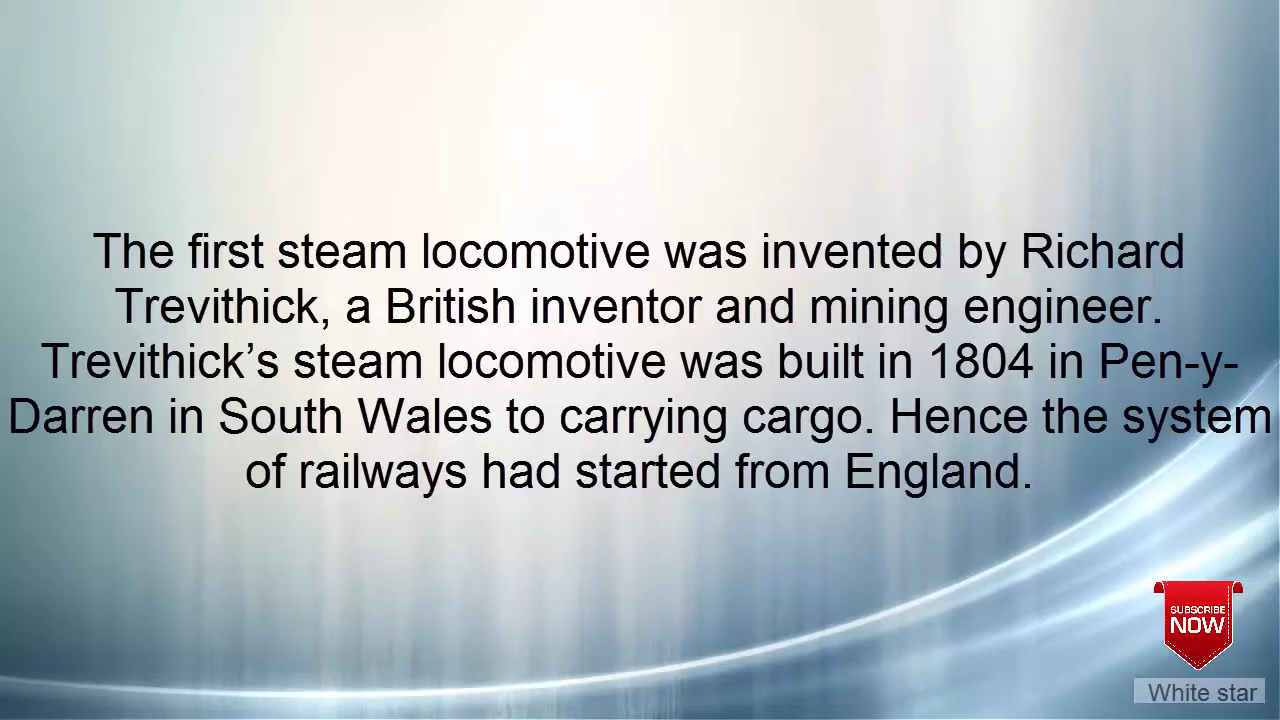 The first steam locomotive was invented by Richard
Trevithick, a British inventor and mining engineer.
Trevithick’s steam locomotive was built in 1804 in Pen-y-
Darren in South Wales to carrying cargo. Hence the system
of railways had started from England.
SUBSCRIBE
NOW
White star